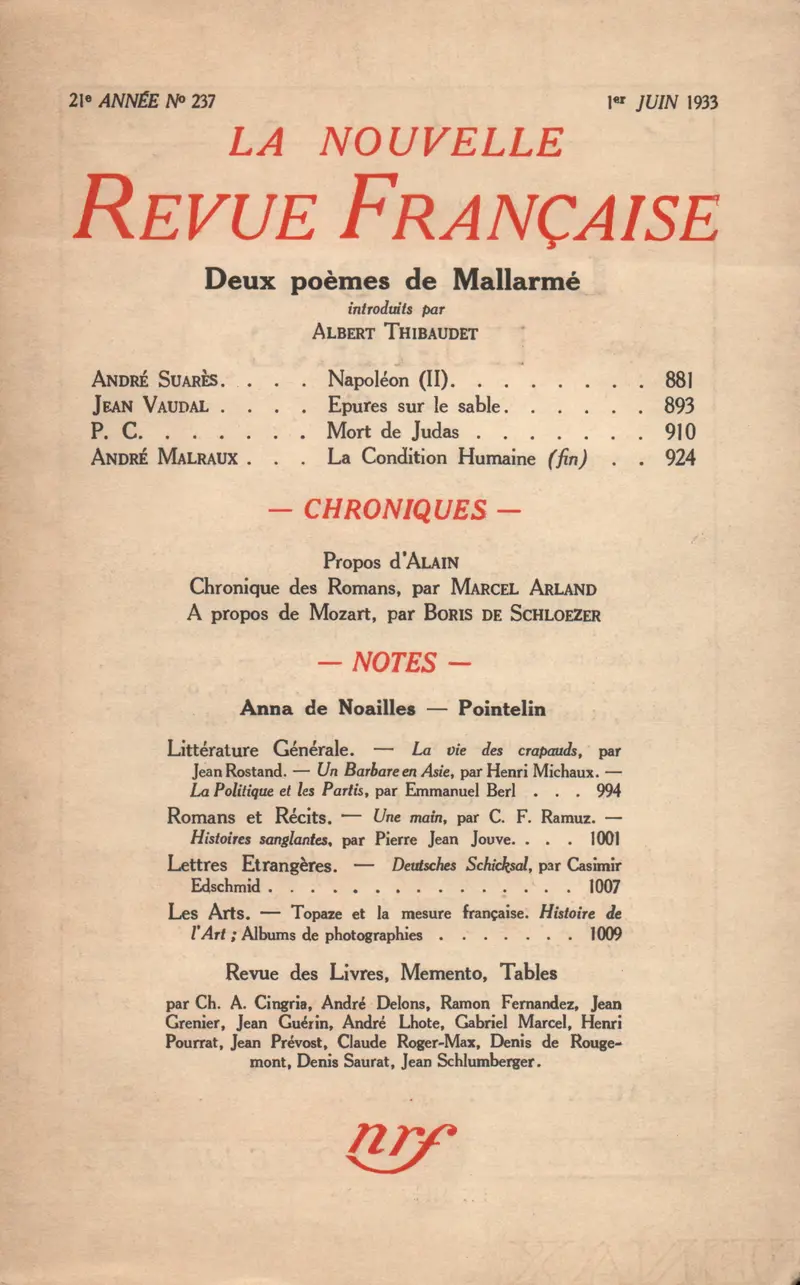 21e ANNÉE No 237
1er JUIN 1933
LA NOUVELLE
REVUE FRANÇAISE
Deux poèmes de Mallarmé
introduits par
ALBERT THIBAUDET
ANDRÉ SUARÈS. . . . Napoléon (II). . . . . . . . 881
JEAN VAUDAL . . . . Epures sur le sable. . . . . . 893
P. C. . . . . . . . Mort de Judas . . . . . . . 910
ANDRÉ MALRAUX . . . La Condition Humaine (fin) . . 924
— CHRONIQUES —
Propos d'ALAIN
Chronique des Romans, par MARCEL ARLAND
A propos de Mozart, par BORIS DE SCHLOEZER
— NOTES —
Anna de Noailles — Pointelin
Littérature Générale. — La vie des crapauds, par
Jean Rostand. — Un Barbare en Asie, par Henri Michaux. —
La Politique et les Partis, par Emmanuel Berl . . . 994
Romans et Récits. — Une main, par C. F. Ramuz. —
Histoires sanglantes, par Pierre Jean Jouve. . . . 1001
Lettres Etrangères. — Deutsches Schicksal, par Casimir
Edschmid . . . . . . . . . . . . . . . 1007
Les Arts. — Topaze et la mesure française. Histoire de
l'Art ; Albums de photographies . . . . . . . 1009
Revue des Livres, Memento, Tables
par Ch. A. Cingria, André Delons, Ramon Fernandez, Jean
Grenier, Jean Guérin, André Lhote, Gabriel Marcel, Henri
Pourrat, Jean Prévost, Claude Roger-Max, Denis de Rouge-
mont, Denis Saurat, Jean Schlumberger.
nrf